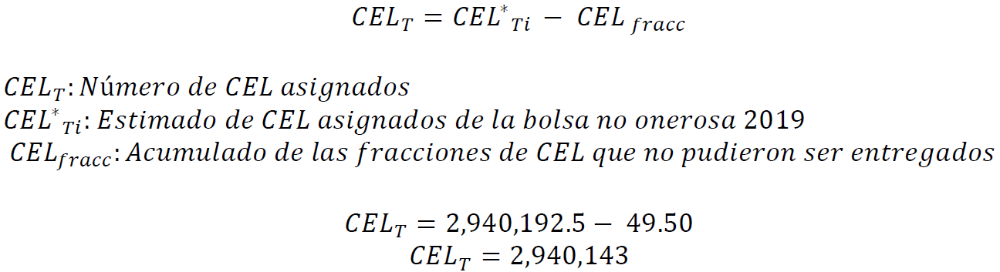 CEL_T = CEL*_Ti − CEL_fracc
CEL_T: Número de CEL asignados
CEL*_Ti: Estimado de CEL asignados de la bolsa no onerosa 2019
CEL_fracc: Acumulado de las fracciones de CEL que no pudieron ser entregados
CEL_T = 2,940,192.5 − 49.50
CEL_T = 2,940,143